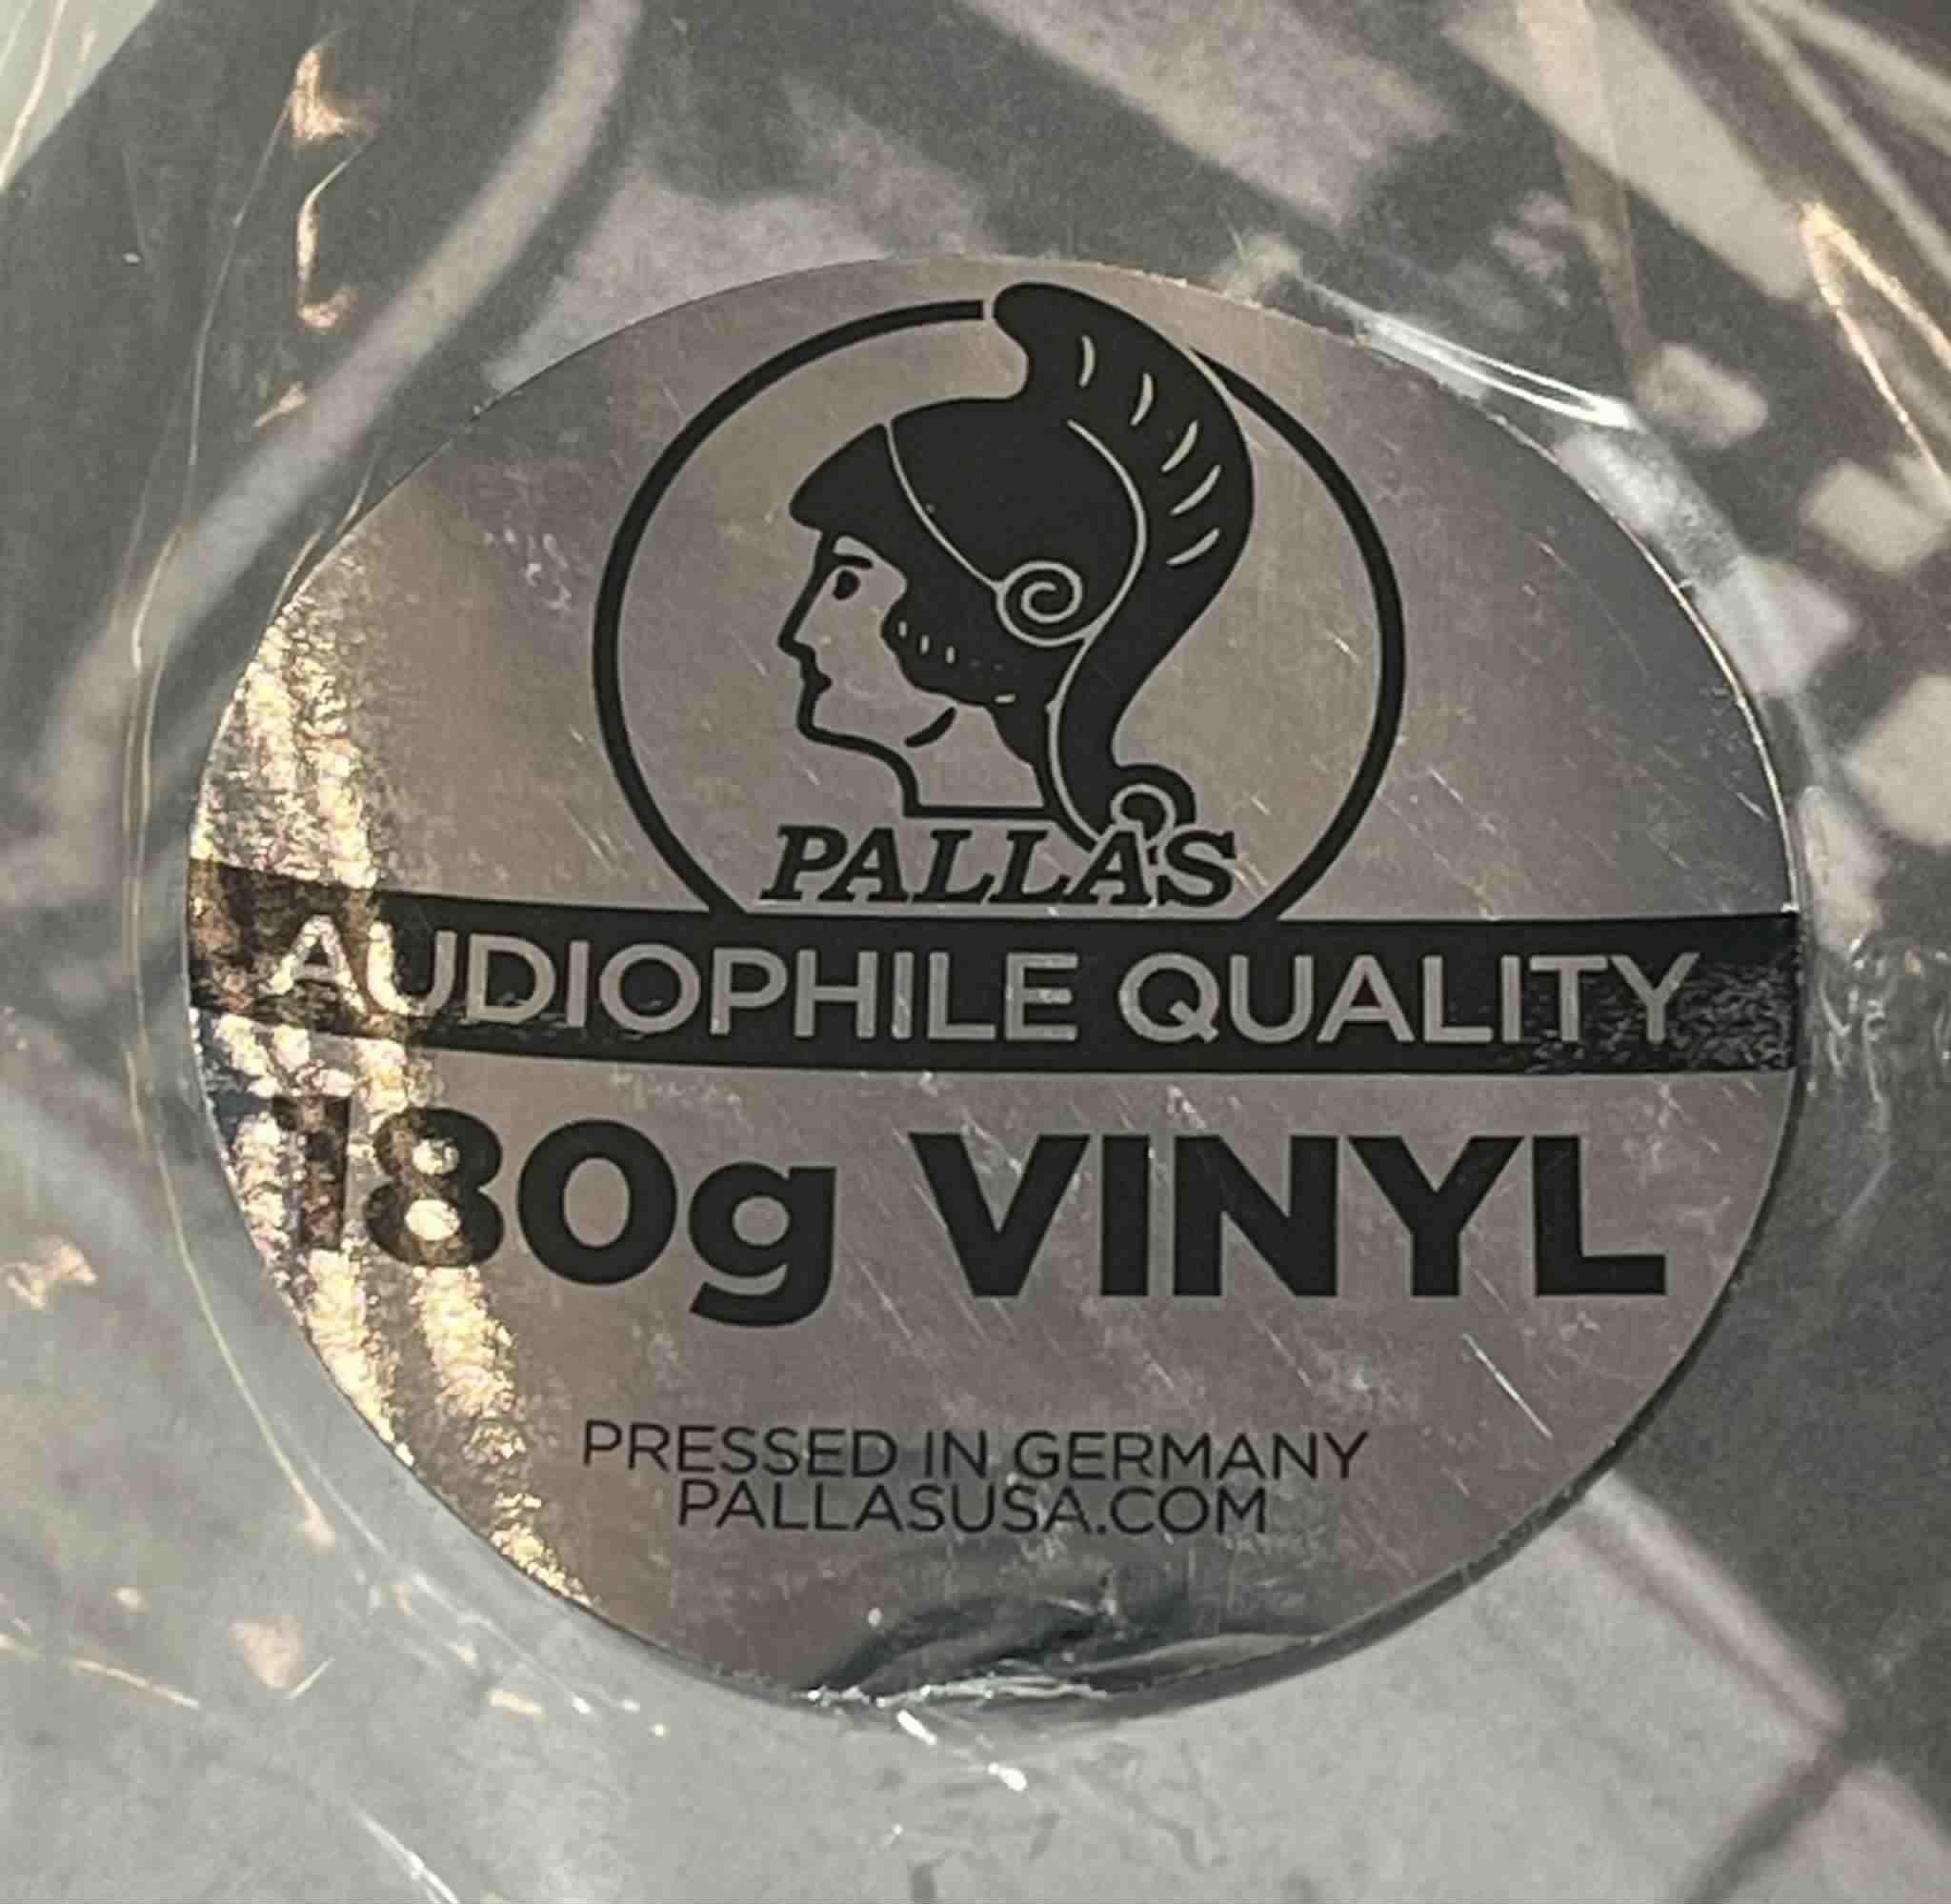 PALLAS
AUDIOPHILE QUALITY
180g VINYL
PRESSED IN GERMANY
PALLASUSA.COM